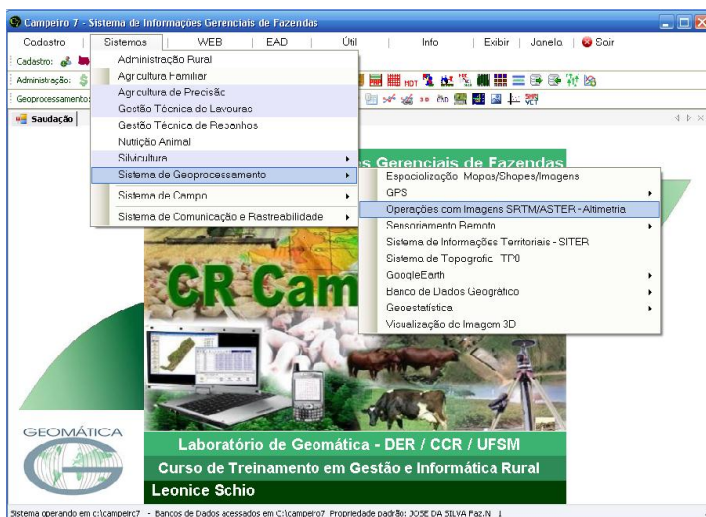 Campeiro 7 - Sistema de Informações Gerenciais de Fazendas
Cadastro | Sistemas | WEB | EAD | Útil | Info | Exibir | Janela | Sair
Cadastro:
Administração:
Geoprocessamento:
Saudação
Administração Rural
Agricultura Familiar
Agricultura de Precisão
Gestão Técnica de Lavouras
Gestão Técnica de Rebanhos
Nutrição Animal
Silvicultura
Sistema de Geoprocessamento
Sistema de Campo
Sistema de Comunicação e Rastreabilidade
s Gerenciais de Fazendas
Espacialização Mapas/Shapes/Imagens
GPS
Operações com Imagens SRTM/ASTER - Altimetria
Sensoriamento Remoto
Sistema de Informações Territoriais - SITER
Sistema de Topografia TP0
GoogleEarth
Banco de Dados Geográfico
Geoestatística
Visualização de Imagem 3D
CR Cam
GEOMÁTICA
Laboratório de Geomática - DER / CCR / UFSM
Curso de Treinamento em Gestão e Informática Rural
Leonice Schio
Sistema operando em c:\campeiro7 - Bancos de Dados acessados em C:\campeiro7 Propriedade padrão: JOSE DA SILVA Paz.N 1